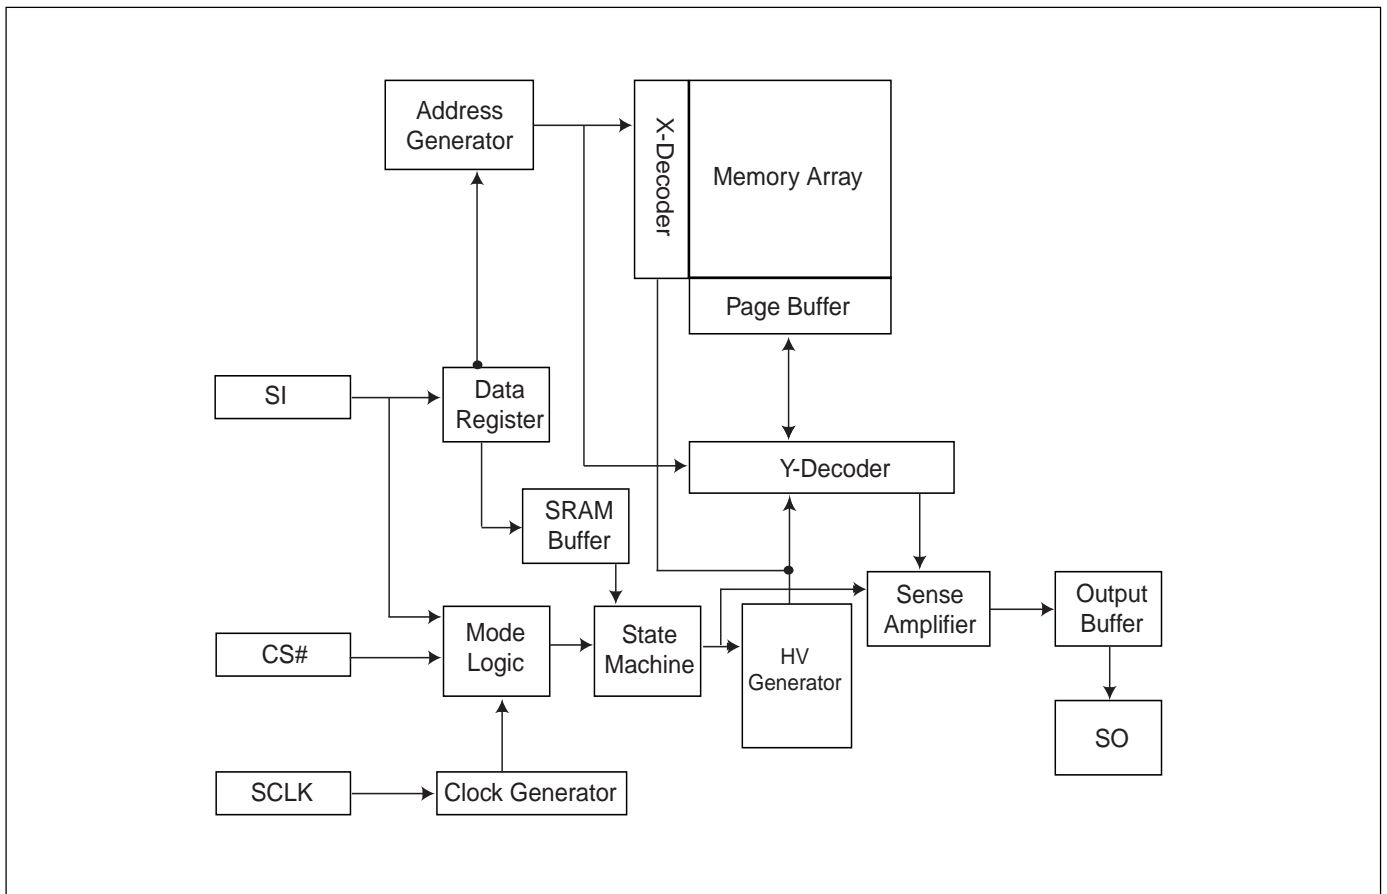 Address
Generator
X-Decoder
Memory Array
Page Buffer
SI
Data
Register
Y-Decoder
SRAM
Buffer
Sense
Amplifier
Output
Buffer
CS#
Mode
Logic
State
Machine
HV
Generator
SO
SCLK
Clock Generator